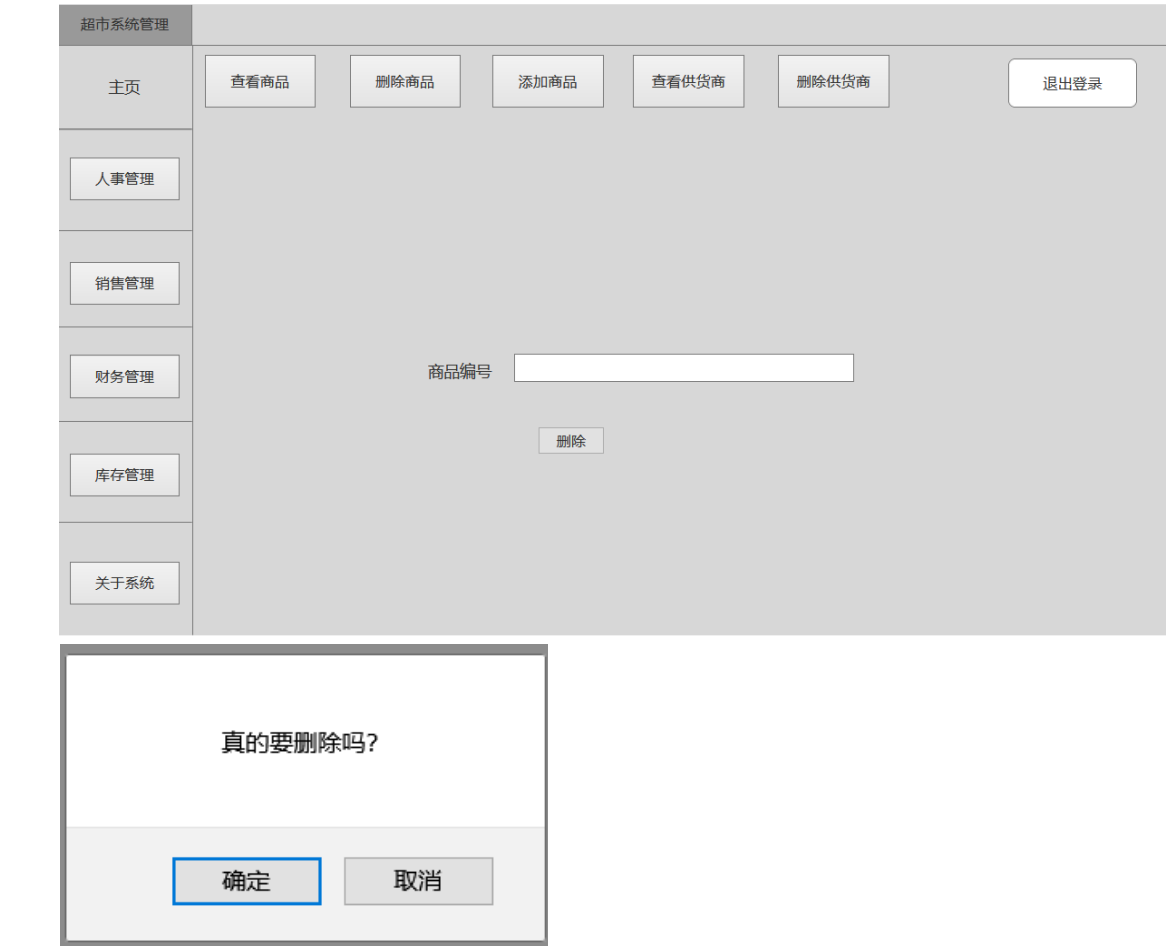 超市系统管理
主页
查看商品
删除商品
添加商品
查看供货商
删除供货商
退出登录
人事管理
销售管理
财务管理
商品编号
删除
库存管理
关于系统
真的要删除吗?
确定
取消